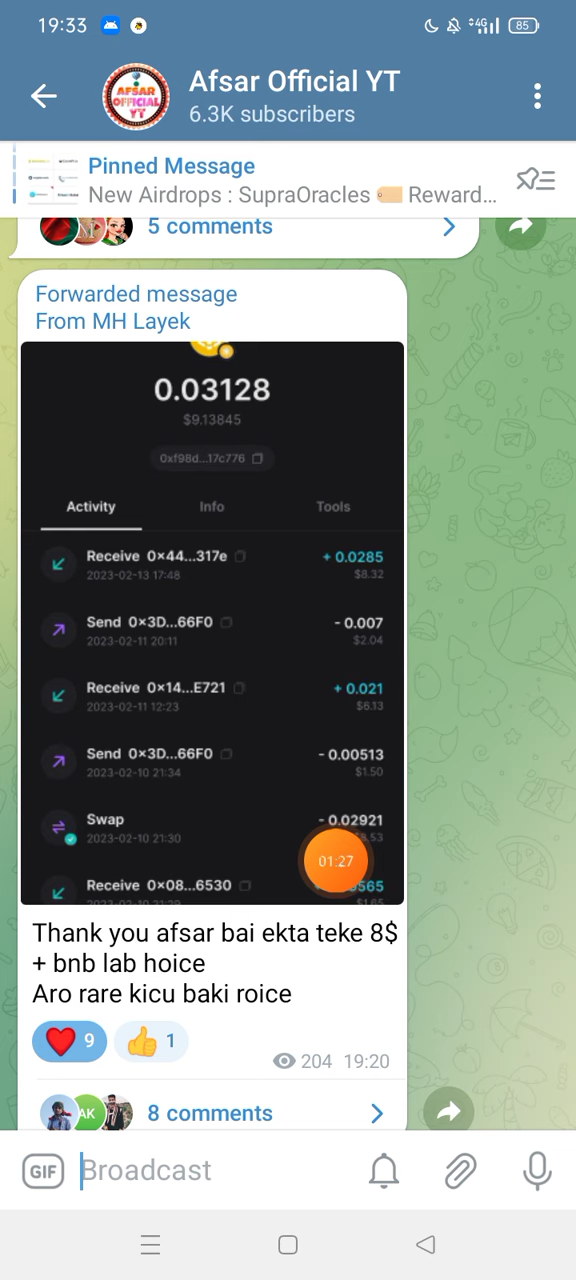 19:33
4G
85
AFSAR
OFFICIAL
YT
Afsar Official YT
6.3K subscribers
Pinned Message
New Airdrops : SupraOracles 🎫 Reward...
5 comments
Forwarded message
From MH Layek
0.03128
$9.13845
0xf98d...17c776
Activity Info Tools
Receive 0×44...317e + 0.0285
2023-02-13 17:48 $8.32
Send 0×3D...66F0 - 0.007
2023-02-11 20:11 $2.04
Receive 0×14...E721 + 0.021
2023-02-11 12:23 $6.13
Send 0×3D...66F0 - 0.00513
2023-02-10 21:34 $1.50
Swap - 0.02921
2023-02-10 21:30
01:27
Receive 0×08...6530
Thank you afsar bai ekta teke 8$
+ bnb lab hoice
Aro rare kicu baki roice
❤️ 9 👍 1
204 19:20
AK
8 comments
GIF Broadcast